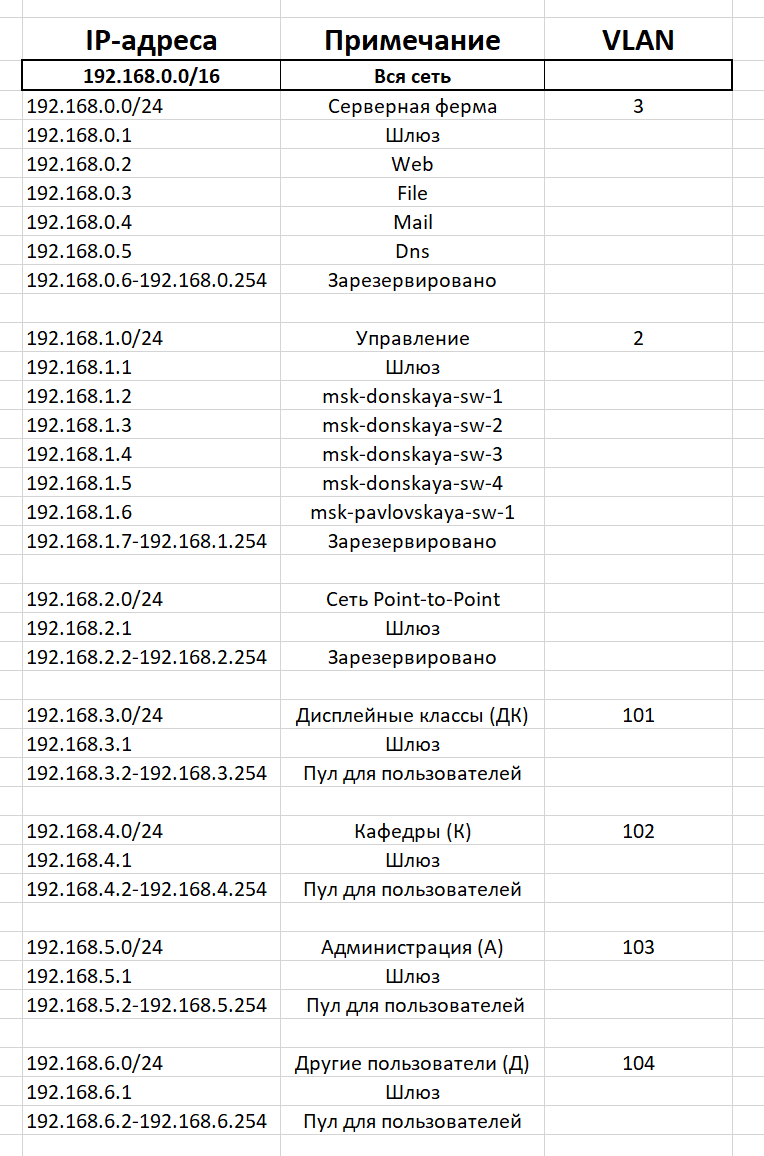 IP-адреса Примечание VLAN
192.168.0.0/16 Вся сеть
192.168.0.0/24 Серверная ферма 3
192.168.0.1 Шлюз
192.168.0.2 Web
192.168.0.3 File
192.168.0.4 Mail
192.168.0.5 Dns
192.168.0.6-192.168.0.254 Зарезервировано
192.168.1.0/24 Управление 2
192.168.1.1 Шлюз
192.168.1.2 msk-donskaya-sw-1
192.168.1.3 msk-donskaya-sw-2
192.168.1.4 msk-donskaya-sw-3
192.168.1.5 msk-donskaya-sw-4
192.168.1.6 msk-pavlovskaya-sw-1
192.168.1.7-192.168.1.254 Зарезервировано
192.168.2.0/24 Сеть Point-to-Point
192.168.2.1 Шлюз
192.168.2.2-192.168.2.254 Зарезервировано
192.168.3.0/24 Дисплейные классы (ДК) 101
192.168.3.1 Шлюз
192.168.3.2-192.168.3.254 Пул для пользователей
192.168.4.0/24 Кафедры (К) 102
192.168.4.1 Шлюз
192.168.4.2-192.168.4.254 Пул для пользователей
192.168.5.0/24 Администрация (А) 103
192.168.5.1 Шлюз
192.168.5.2-192.168.5.254 Пул для пользователей
192.168.6.0/24 Другие пользователи (Д) 104
192.168.6.1 Шлюз
192.168.6.2-192.168.6.254 Пул для пользователей